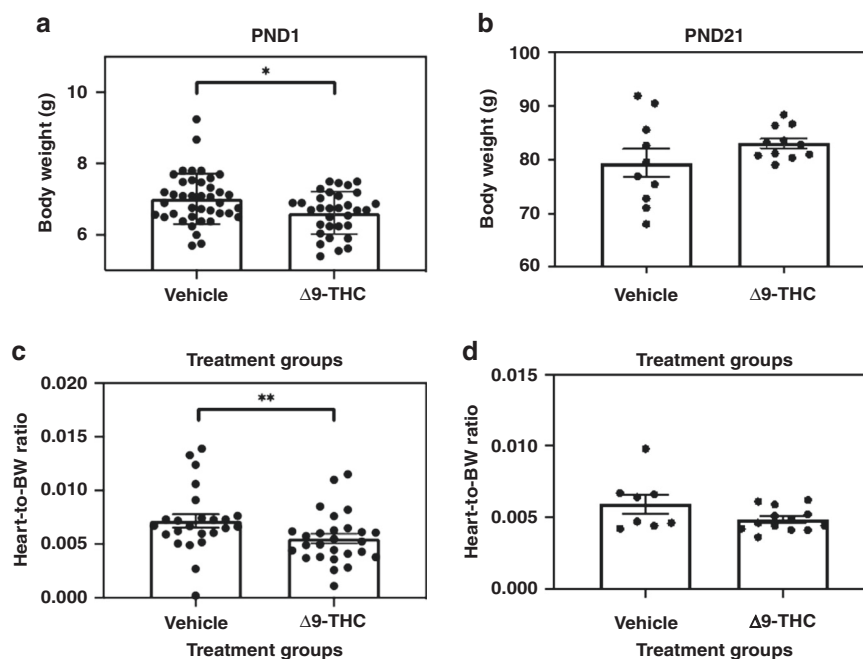 a
PND1
Body weight (g)
10
8
6
*
Vehicle
Δ9-THC
Treatment groups
b
PND21
Body weight (g)
100
90
80
70
60
Vehicle
Δ9-THC
Treatment groups
c
Heart-to-BW ratio
0.020
0.015
0.010
0.005
0.000
**
Vehicle
Δ9-THC
Treatment groups
d
Heart-to-BW ratio
0.015
0.010
0.005
0.000
Vehicle
Δ9-THC
Treatment groups